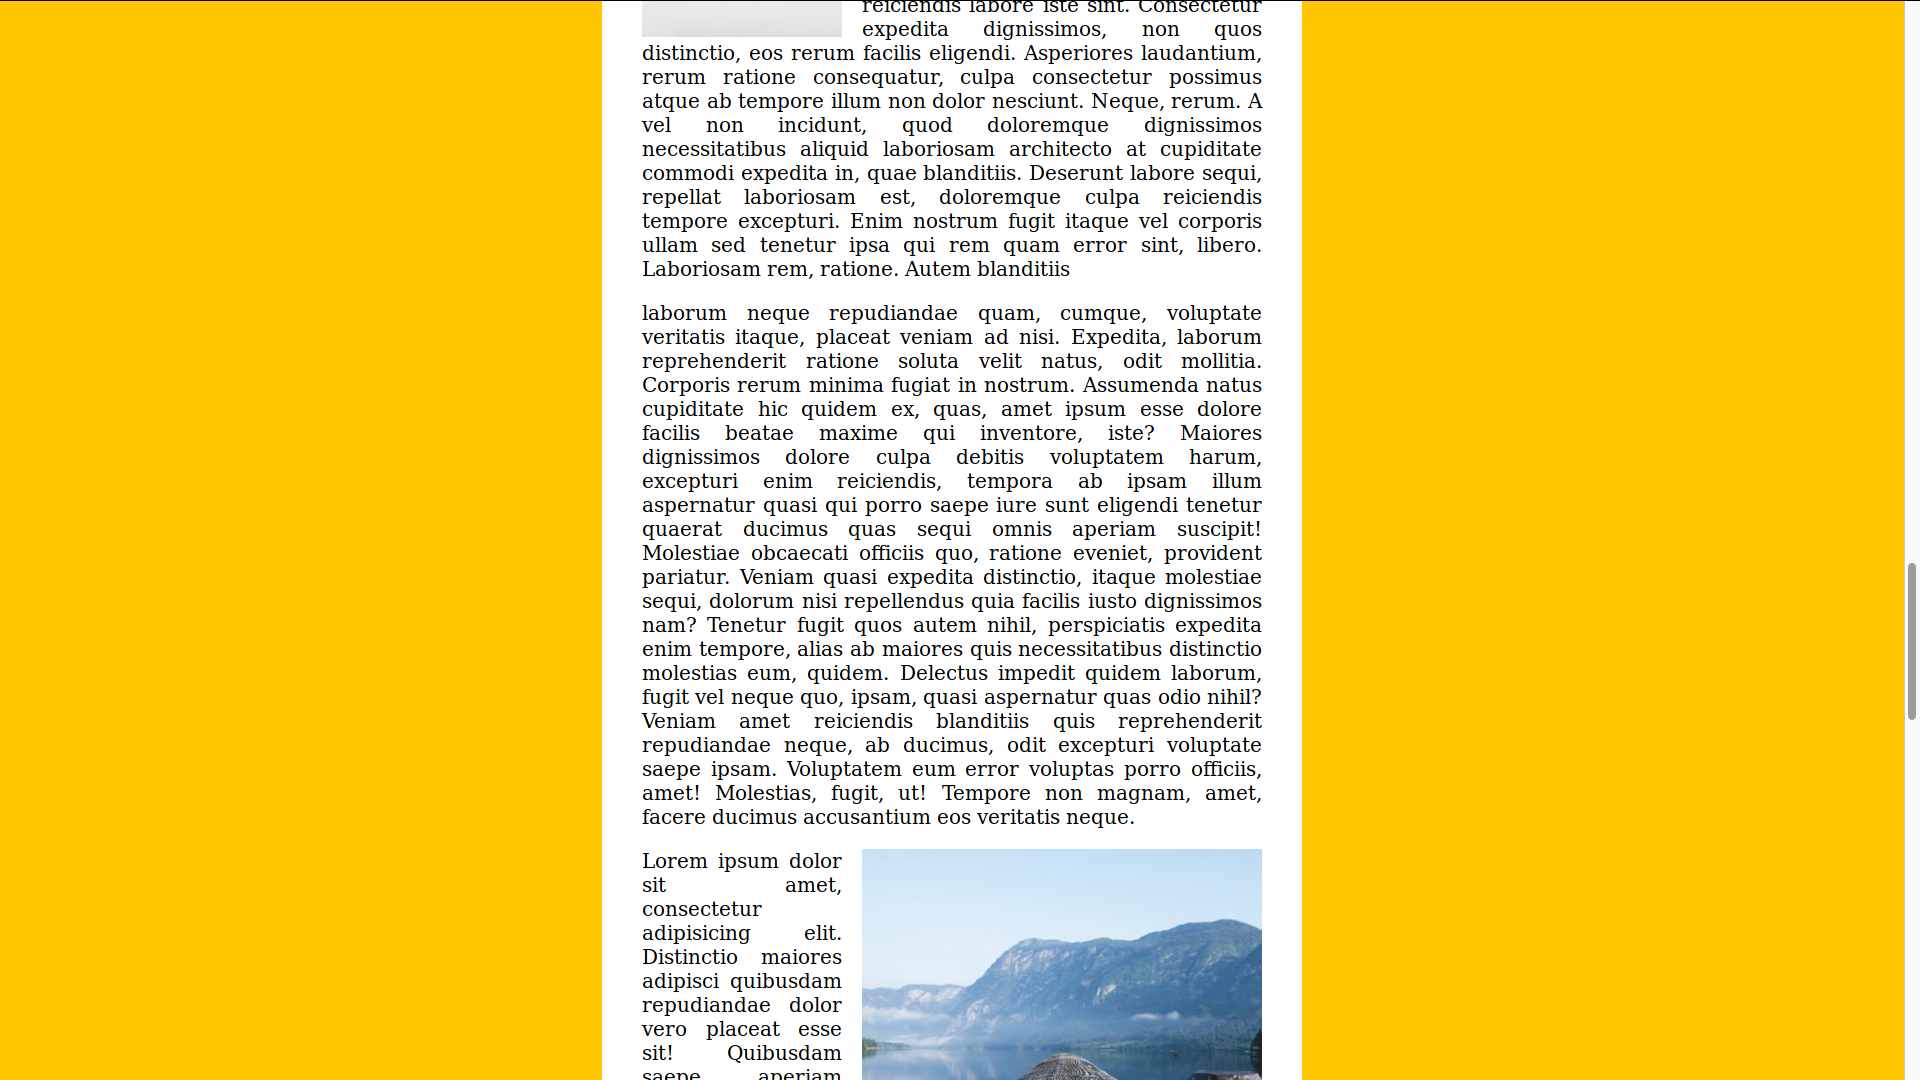 reiciendis labore iste sint. Consectetur
expedita dignissimos, non quos
distinctio, eos rerum facilis eligendi. Asperiores laudantium,
rerum ratione consequatur, culpa consectetur possimus
atque ab tempore illum non dolor nesciunt. Neque, rerum. A
vel non incidunt, quod doloremque dignissimos
necessitatibus aliquid laboriosam architecto at cupiditate
commodi expedita in, quae blanditiis. Deserunt labore sequi,
repellat laboriosam est, doloremque culpa reiciendis
tempore excepturi. Enim nostrum fugit itaque vel corporis
ullam sed tenetur ipsa qui rem quam error sint, libero.
Laboriosam rem, ratione. Autem blanditiis
laborum neque repudiandae quam, cumque, voluptate
veritatis itaque, placeat veniam ad nisi. Expedita, laborum
reprehenderit ratione soluta velit natus, odit mollitia.
Corporis rerum minima fugiat in nostrum. Assumenda natus
cupiditate hic quidem ex, quas, amet ipsum esse dolore
facilis beatae maxime qui inventore, iste? Maiores
dignissimos dolore culpa debitis voluptatem harum,
excepturi enim reiciendis, tempora ab ipsam illum
aspernatur quasi qui porro saepe iure sunt eligendi tenetur
quaerat ducimus quas sequi omnis aperiam suscipit!
Molestiae obcaecati officiis quo, ratione eveniet, provident
pariatur. Veniam quasi expedita distinctio, itaque molestiae
sequi, dolorum nisi repellendus quia facilis iusto dignissimos
nam? Tenetur fugit quos autem nihil, perspiciatis expedita
enim tempore, alias ab maiores quis necessitatibus distinctio
molestias eum, quidem. Delectus impedit quidem laborum,
fugit vel neque quo, ipsam, quasi aspernatur quas odio nihil?
Veniam amet reiciendis blanditiis quis reprehenderit
repudiandae neque, ab ducimus, odit excepturi voluptate
saepe ipsam. Voluptatem eum error voluptas porro officiis,
amet! Molestias, fugit, ut! Tempore non magnam, amet,
facere ducimus accusantium eos veritatis neque.
Lorem ipsum dolor
sit amet,
consectetur
adipisicing elit.
Distinctio maiores
adipisci quibusdam
repudiandae dolor
vero placeat esse
sit! Quibusdam
saepe aperiam